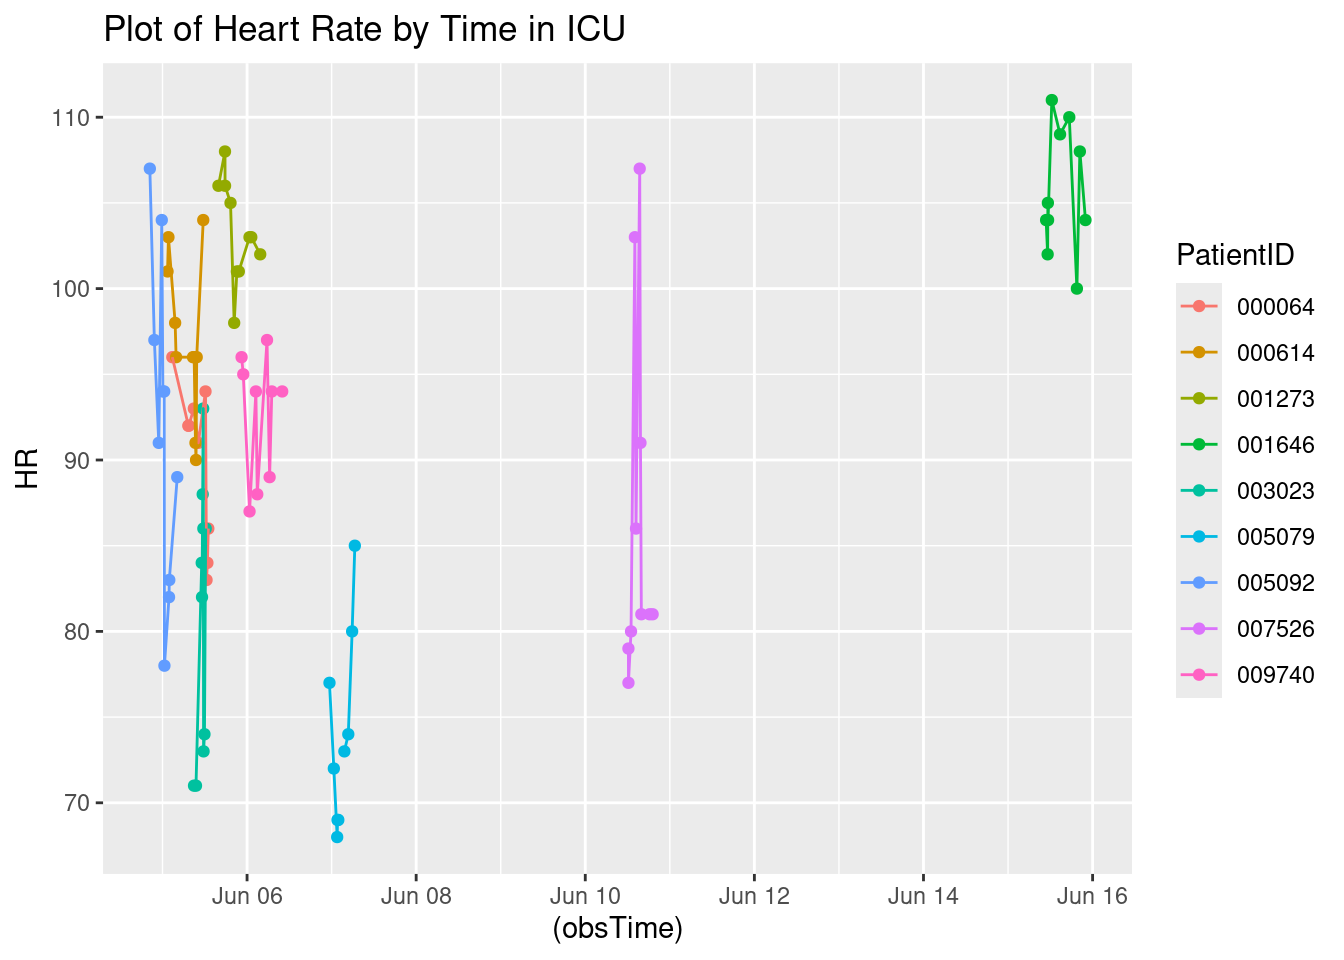 Plot of Heart Rate by Time in ICU
110
100
90
80
70
HR
Jun 06 Jun 08 Jun 10 Jun 12 Jun 14 Jun 16
(obsTime)
PatientID
000064
000614
001273
001646
003023
005079
005092
007526
009740